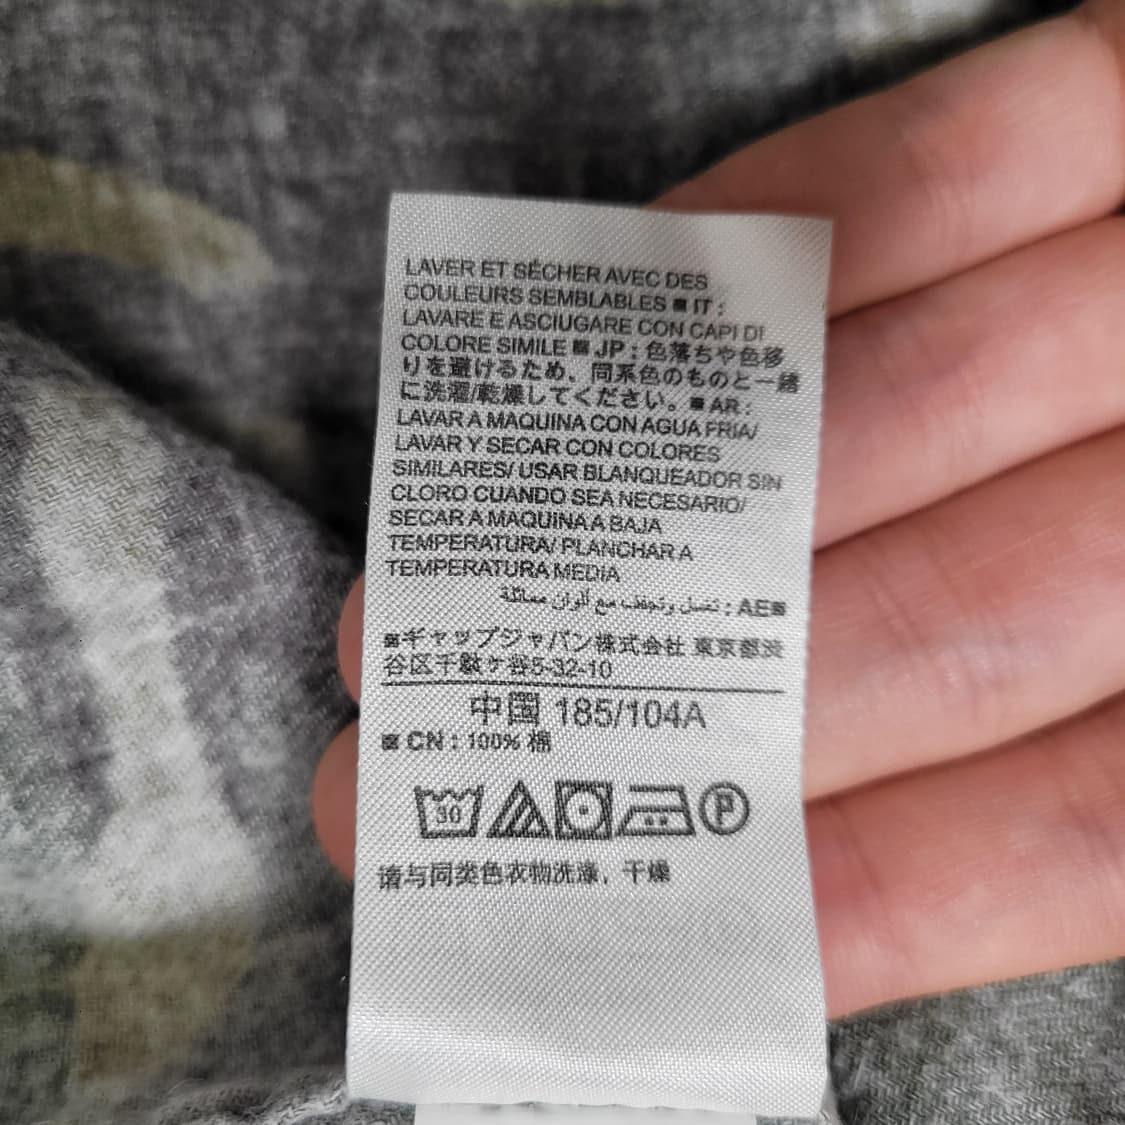 LAVER ET SÉCHER AVEC DES
COULEURS SEMBLABLES ■ IT :
LAVARE E ASCIUGARE CON CAPI DI
COLORE SIMILE ■ JP : 色落ちや色移
りを避けるため、同系色のものと一緒
に洗濯/乾燥してください。■ AR :
LAVAR A MAQUINA CON AGUA FRIA/
LAVAR Y SECAR CON COLORES
SIMILARES/ USAR BLANQUEADOR SIN
CLORO CUANDO SEA NECESARIO/
SECAR A MAQUINA A BAJA
TEMPERATURA/ PLANCHAR A
TEMPERATURA MEDIA
■AE : تغسل وتجفف مع ألوان مماثلة
■ギャップジャパン株式会社 東京都渋
谷区千駄ヶ谷5-32-10
中国 185/104A
■ CN : 100% 棉
30 P
请与同类色衣物洗涤，干燥